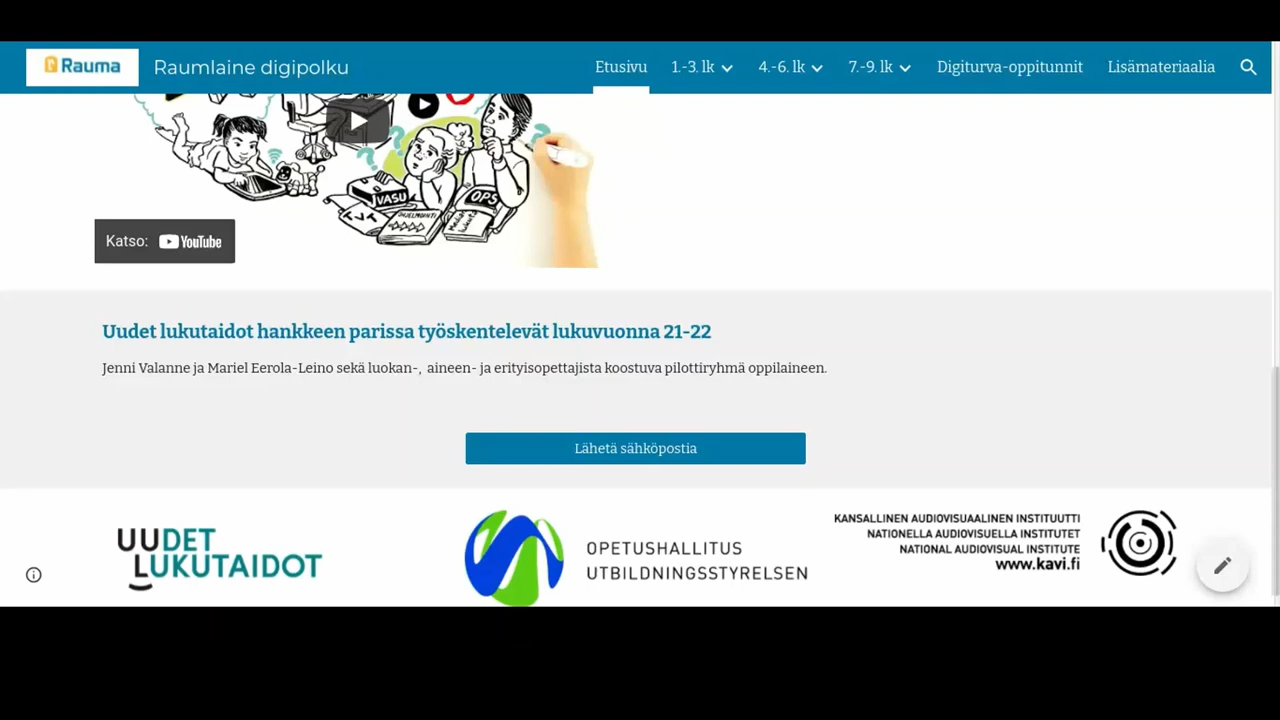 Rauma
Raumlaine digipolku
Etusivu
1.-3. lk
4.-6. lk
7.-9. lk
Digiturva-oppitunnit
Lisämateriaalia
VASU
OPS
Katso: YouTube
Uudet lukutaidot hankkeen parissa työskentelevät lukuvuonna 21-22
Jenni Valanne ja Mariel Eerola-Leino sekä luokan-, aineen- ja erityisopettajista koostuva pilottiryhmä oppilaineen.
Lähetä sähköpostia
UUDET
LUKUTAIDOT
OPETUSHALLITUS
UTBILDNINGSSTYRELSEN
KANSALLINEN AUDIOVISUAALINEN INSTITUUTTI
NATIONELLA AUDIOVISUELLA INSTITUTET
NATIONAL AUDIOVISUAL INSTITUTE
www.kavi.fi